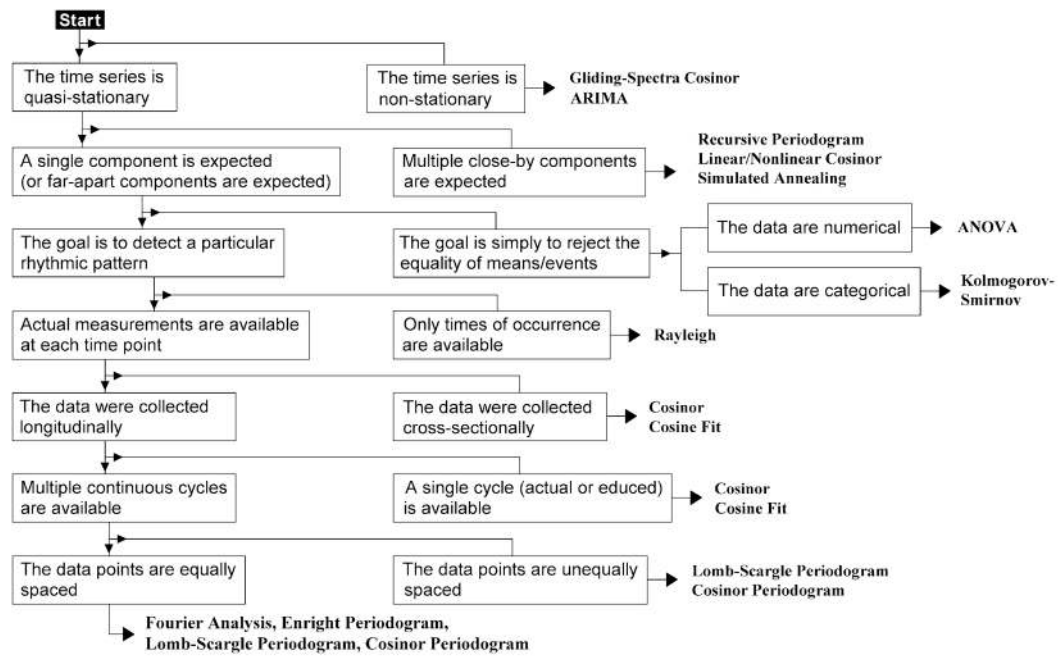 Start
The time series is
quasi-stationary
The time series is
non-stationary
Gliding-Spectra Cosinor
ARIMA
A single component is expected
(or far-apart components are expected)
Multiple close-by components
are expected
Recursive Periodogram
Linear/Nonlinear Cosinor
Simulated Annealing
The goal is to detect a particular
rhythmic pattern
The goal is simply to reject the
equality of means/events
The data are numerical
ANOVA
The data are categorical
Kolmogorov-
Smirnov
Actual measurements are available
at each time point
Only times of occurrence
are available
Rayleigh
The data were collected
longitudinally
The data were collected
cross-sectionally
Cosinor
Cosine Fit
Multiple continuous cycles
are available
A single cycle (actual or educed)
is available
Cosinor
Cosine Fit
The data points are equally
spaced
The data points are unequally
spaced
Lomb-Scargle Periodogram
Cosinor Periodogram
Fourier Analysis, Enright Periodogram,
Lomb-Scargle Periodogram, Cosinor Periodogram